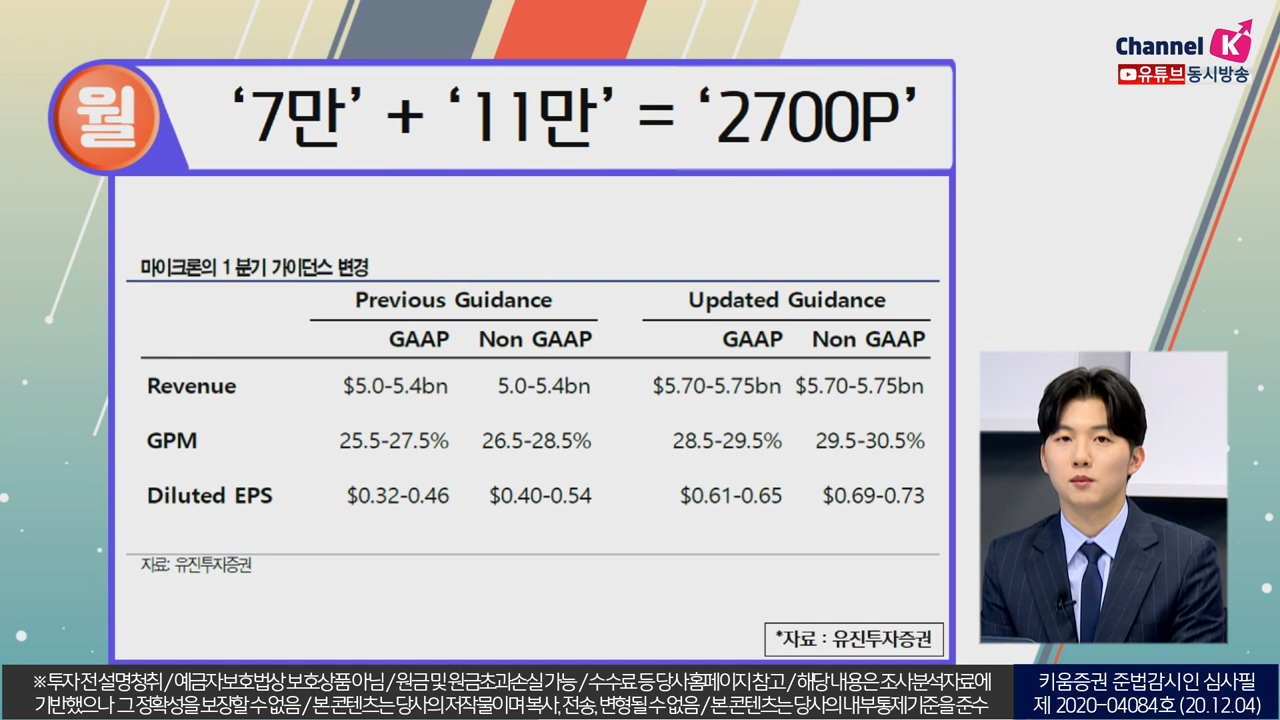 Channel K
유튜브동시방송
월
‘7만’ + ‘11만’ = ‘2700P’
마이크론의 1분기 가이던스 변경
Previous Guidance Updated Guidance
GAAP Non GAAP GAAP Non GAAP
Revenue $5.0-5.4bn 5.0-5.4bn $5.70-5.75bn $5.70-5.75bn
GPM 25.5-27.5% 26.5-28.5% 28.5-29.5% 29.5-30.5%
Diluted EPS $0.32-0.46 $0.40-0.54 $0.61-0.65 $0.69-0.73
자료: 유진투자증권
*자료 : 유진투자증권
※ 투자 전 설명청취 / 예금자보호법상 보호상품 아님 / 원금 및 원금초과손실 가능 / 수수료 등 당사홈페이지 참고 / 해당 내용은 조사분석자료에
기반했으나 그 정확성을 보장할 수 없음 / 본 콘텐츠는 당사의 저작물이며 복사, 전송, 변형될 수 없음 / 본 콘텐츠는 당사의 내부통제기준을 준수
키움증권 준법감시인 심사필
제 2020-04084호 (20.12.04)